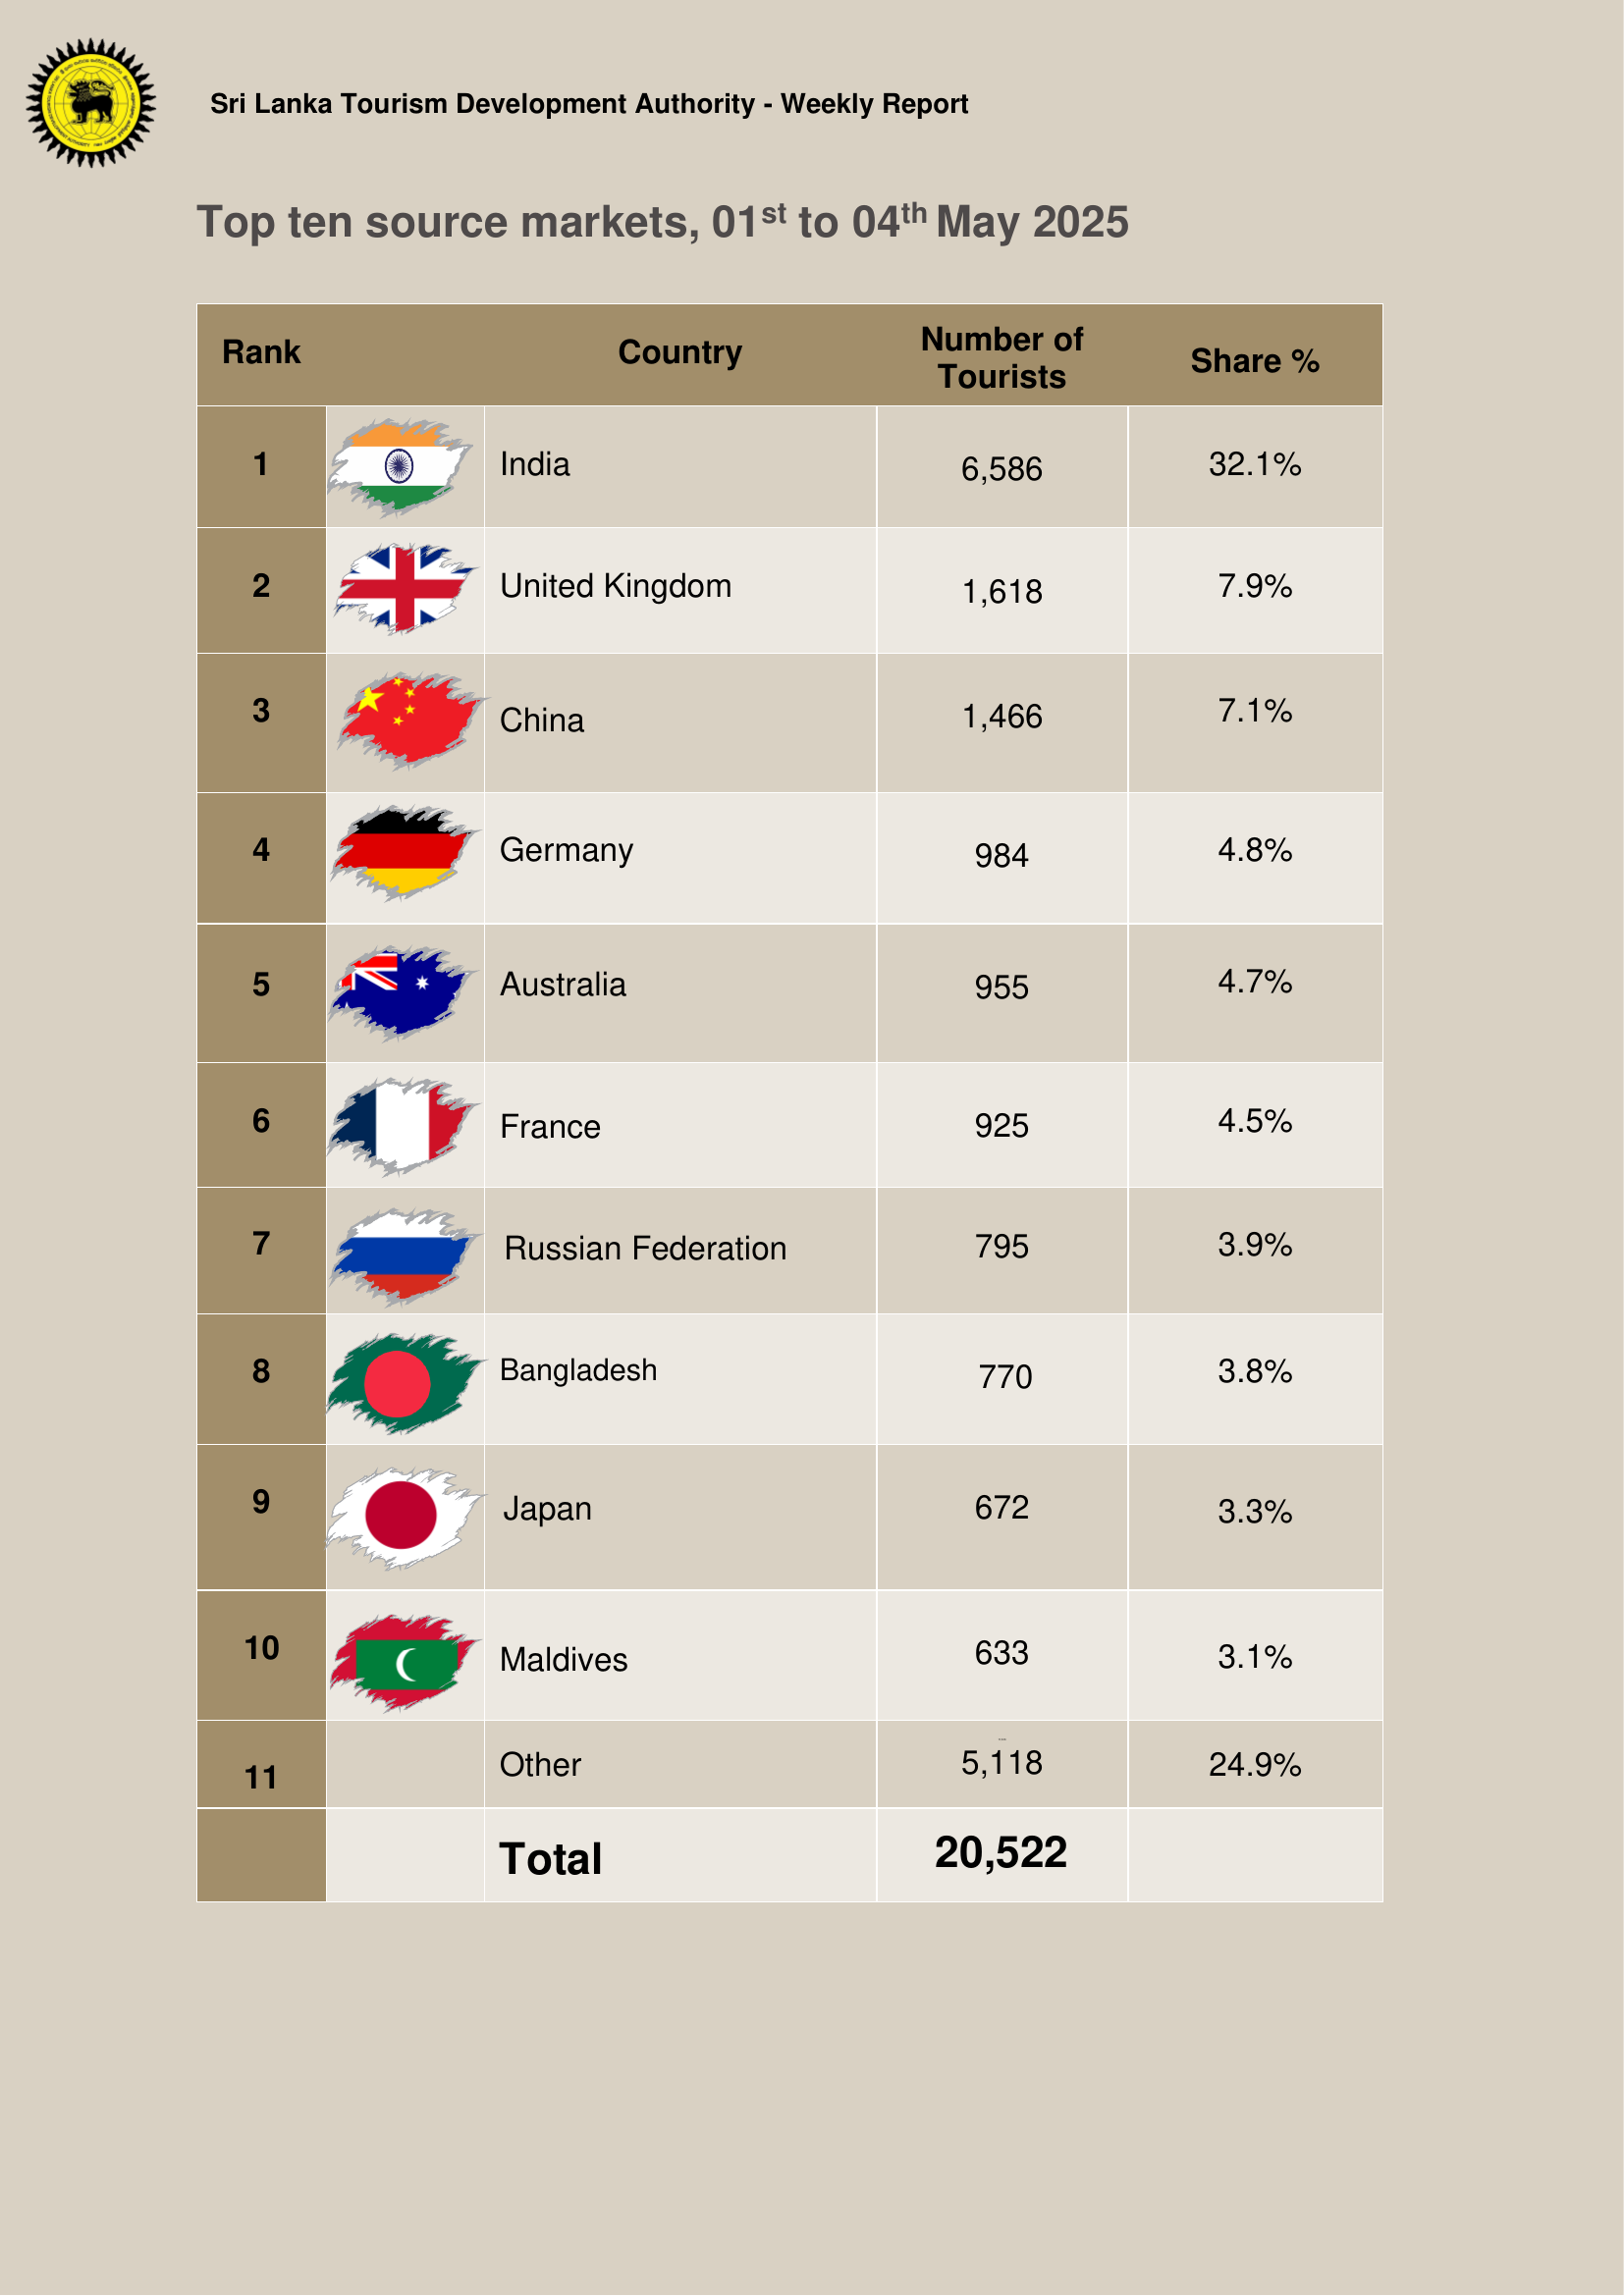 Sri Lanka Tourism Development Authority - Weekly Report
Top ten source markets, 01st to 04th May 2025
Rank Country Number of Tourists Share %
1 India 6,586 32.1%
2 United Kingdom 1,618 7.9%
3 China 1,466 7.1%
4 Germany 984 4.8%
5 Australia 955 4.7%
6 France 925 4.5%
7 Russian Federation 795 3.9%
8 Bangladesh 770 3.8%
9 Japan 672 3.3%
10 Maldives 633 3.1%
11 Other 5,118 24.9%
Total 20,522